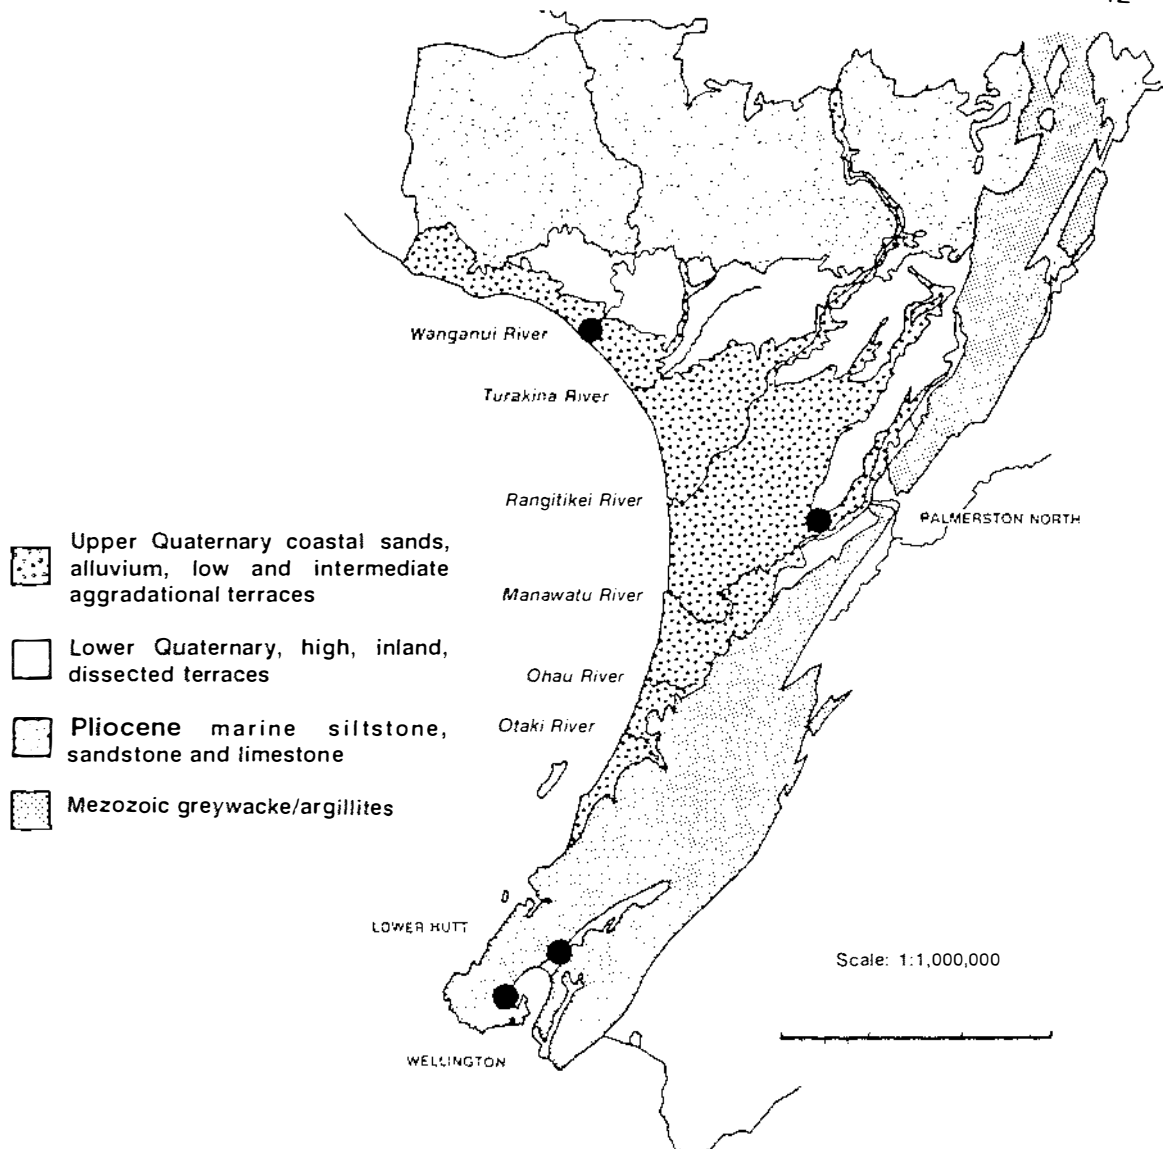 Wanganui River
Turakina River
Rangitikei River
PALMERSTON NORTH
Upper Quaternary coastal sands,
alluvium, low and intermediate
aggradational terraces
Manawatu River
Lower Quaternary, high, inland,
dissected terraces
Ohau River
Otaki River
Pliocene marine siltstone,
sandstone and limestone
Mezozoic greywacke/argillites
LOWER HUTT
Scale: 1:1,000,000
WELLINGTON